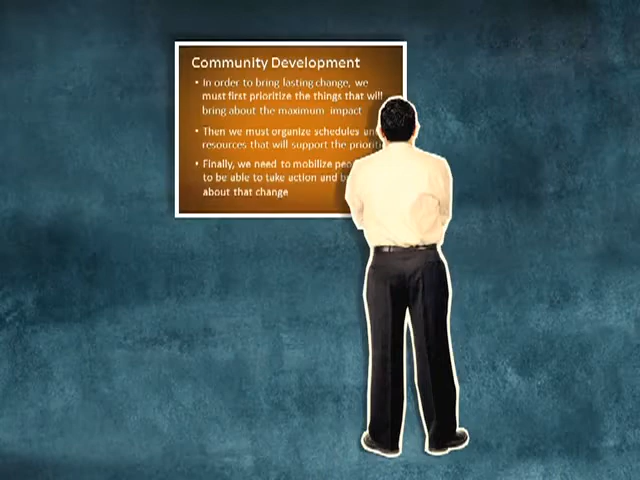 Community Development
• In order to bring lasting change, we
must first prioritize the things that will
bring about the maximum impact
• Then we must organize schedules
resources that will support the
• Finally, we need to mobilize
to be able to take action and
about that change